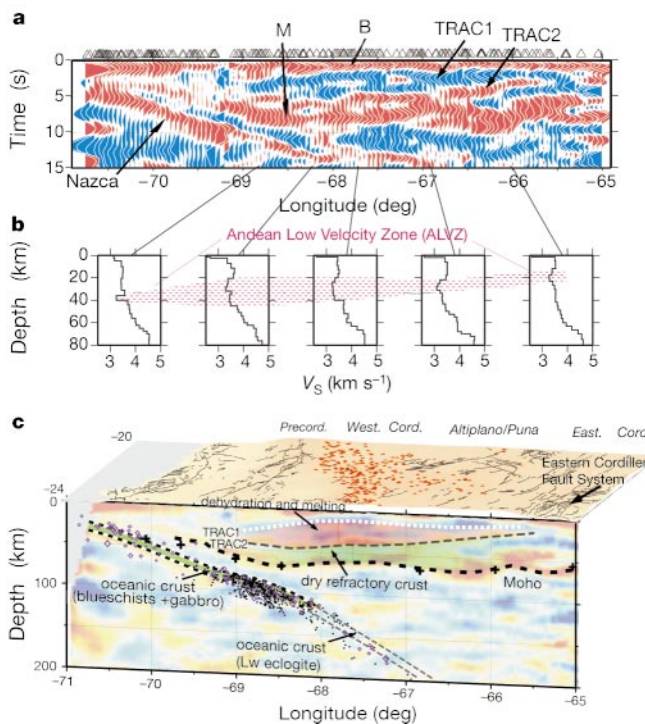 a
M B TRAC1 TRAC2
0
5
10
15
Time (s)
Nazca
−70 −69 −68 −67 −66 −65
Longitude (deg)
b
Andean Low Velocity Zone (ALVZ)
0
20
40
60
80
Depth (km)
3 4 5 3 4 5 3 4 5 3 4 5 3 4 5
VS (km s−1)
c
Precord. West. Cord. Altiplano/Puna East. Cord
−20
−24
Eastern Cordiller
Fault System
dehydration and melting
TRAC1
TRAC2
dry refractory crust
Moho
oceanic crust
(blueschists +gabbro)
oceanic crust
(Lw eclogite)
0
100
200
Depth (km)
−71 −70 −69 −68 −67 −66 −65
Longitude (deg)